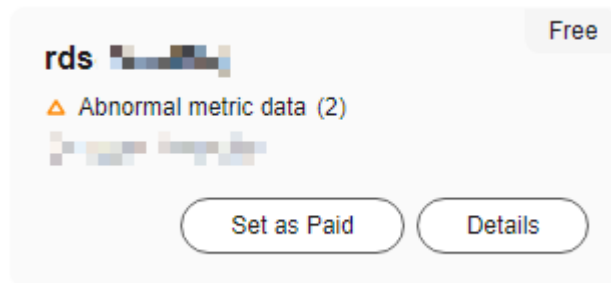 Free
rds
Abnormal metric data (2)
Set as Paid
Details